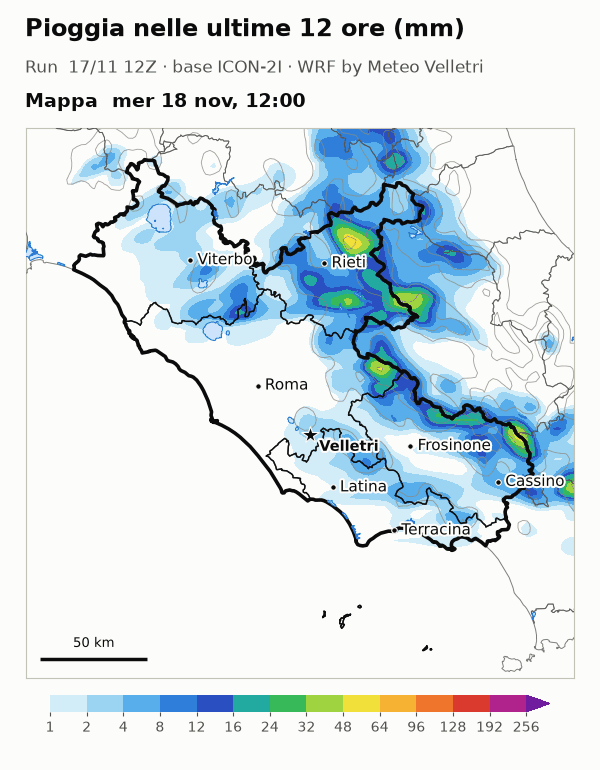 Pioggia nelle ultime 12 ore (mm)
Run 17/11 12Z · base ICON-2I · WRF by Meteo Velletri
Mappa mer 18 nov, 12:00
Viterbo
Rieti
Roma
Velletri
Frosinone
Latina
Cassino
Terracina
50 km
1 2 4 8 12 16 24 32 48 64 96 128 192 256